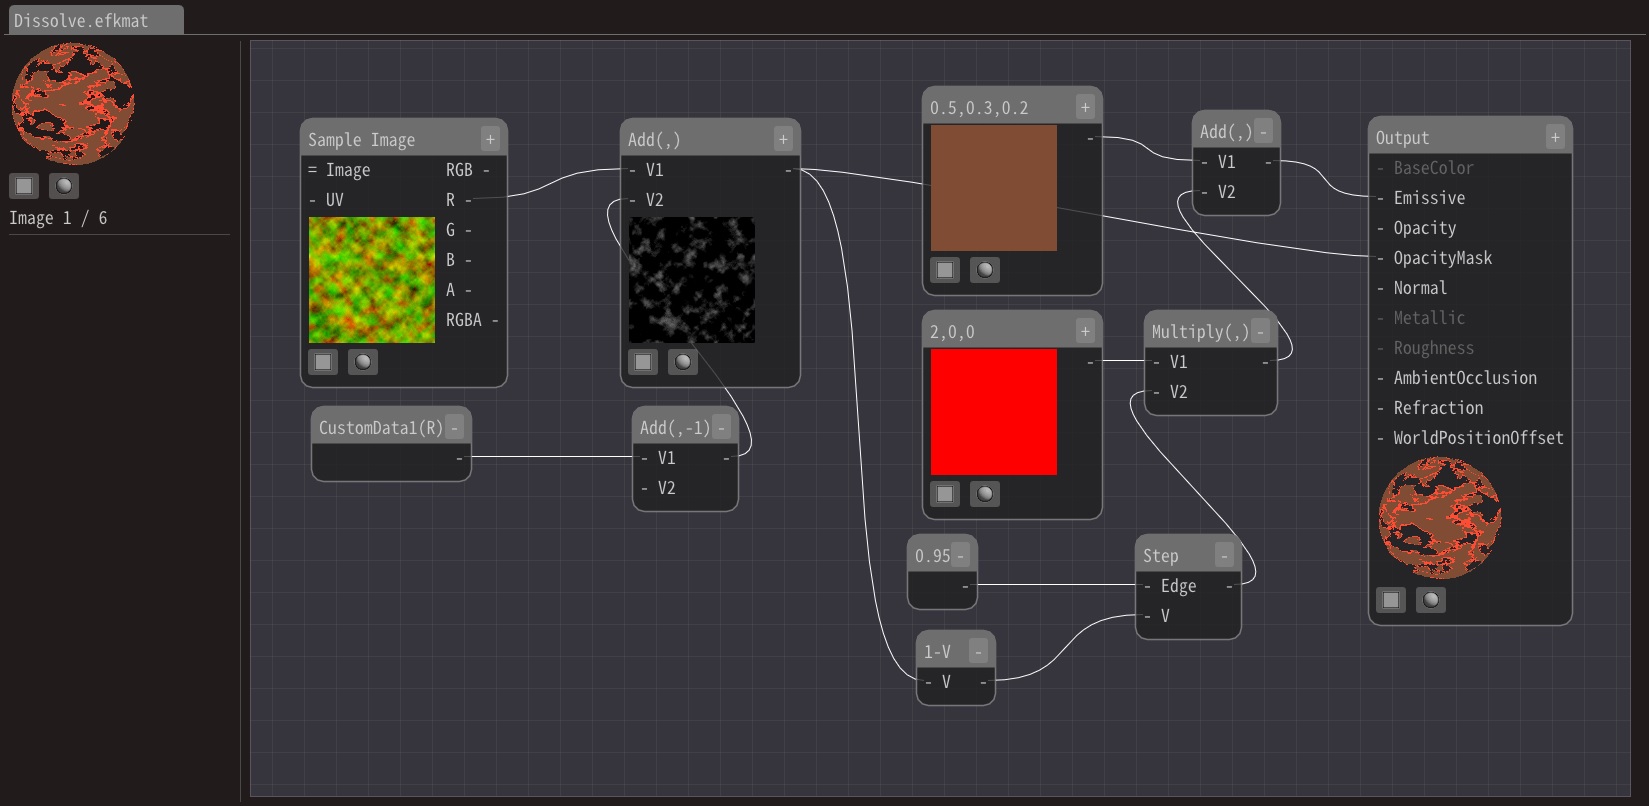 Dissolve.efkmat
Image 1 / 6
Sample Image +
= Image RGB -
- UV R -
G -
B -
A -
RGBA -
CustomData1(R) -
-
Add(,) +
- V1 -
- V2
Add(,-1) -
- V1 -
- V2
0.5,0.3,0.2 +
-
2,0,0 +
-
0.95 -
-
1-V -
- V -
Add(,) -
- V1 -
- V2
Multiply(,) -
- V1 -
- V2
Step -
- Edge -
- V
Output +
- BaseColor
- Emissive
- Opacity
- OpacityMask
- Normal
- Metallic
- Roughness
- AmbientOcclusion
- Refraction
- WorldPositionOffset